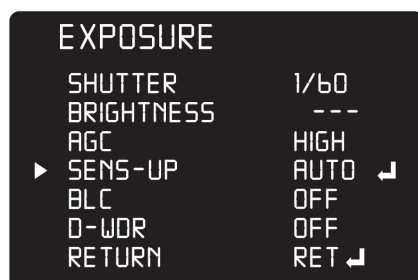 EXPOSURE
SHUTTER 1/60
BRIGHTNESS ---
AGC HIGH
SENS-UP AUTO
BLC OFF
D-WDR OFF
RETURN RET